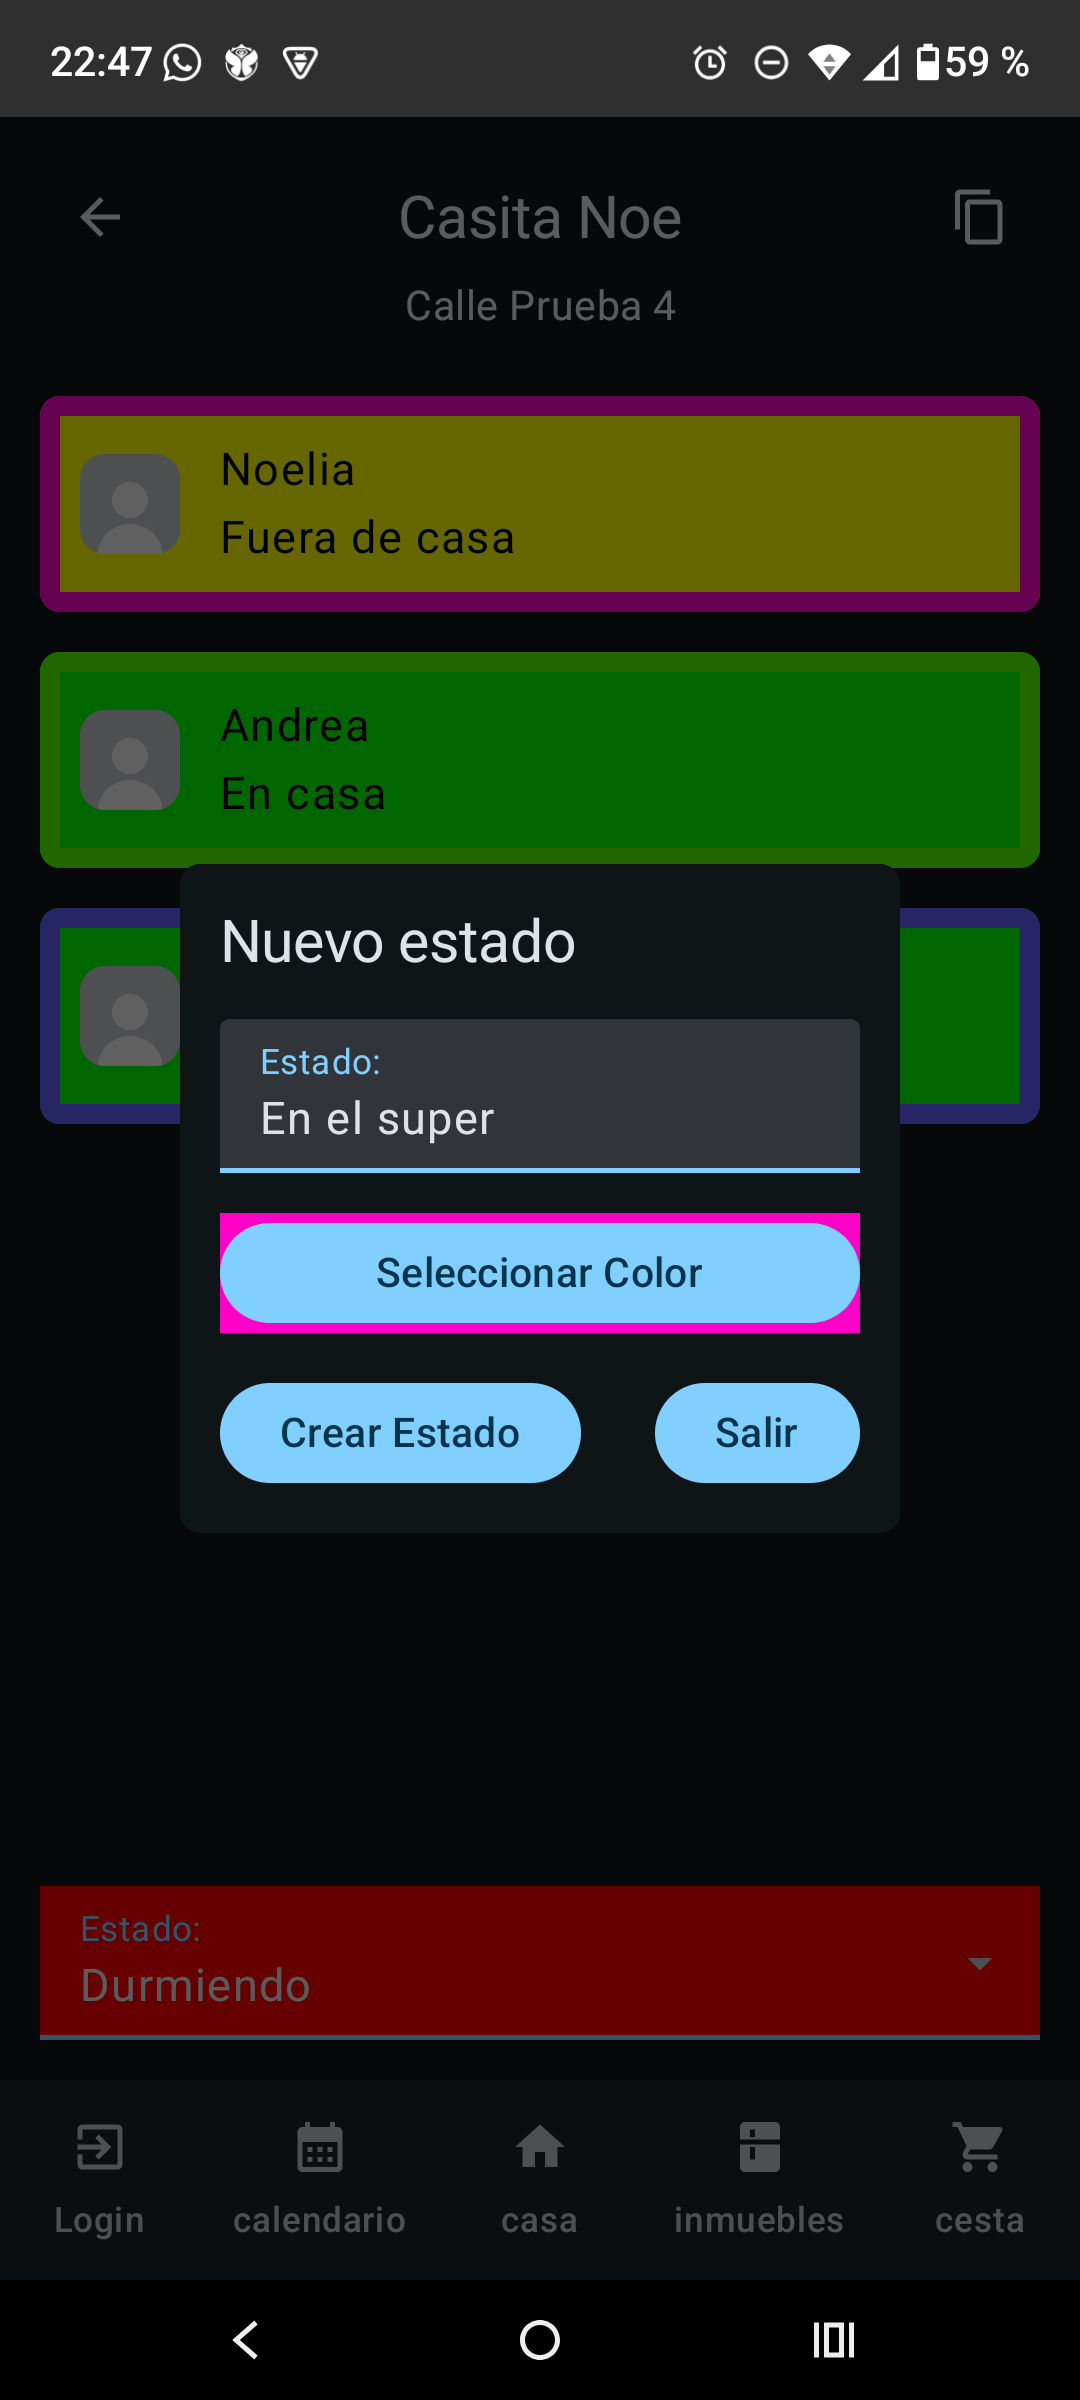 22:47
59 %
Casita Noe
Calle Prueba 4
Noelia
Fuera de casa
Andrea
En casa
Nuevo estado
Estado:
En el super
Seleccionar Color
Crear Estado
Salir
Estado:
Durmiendo
Login
calendario
casa
inmuebles
cesta